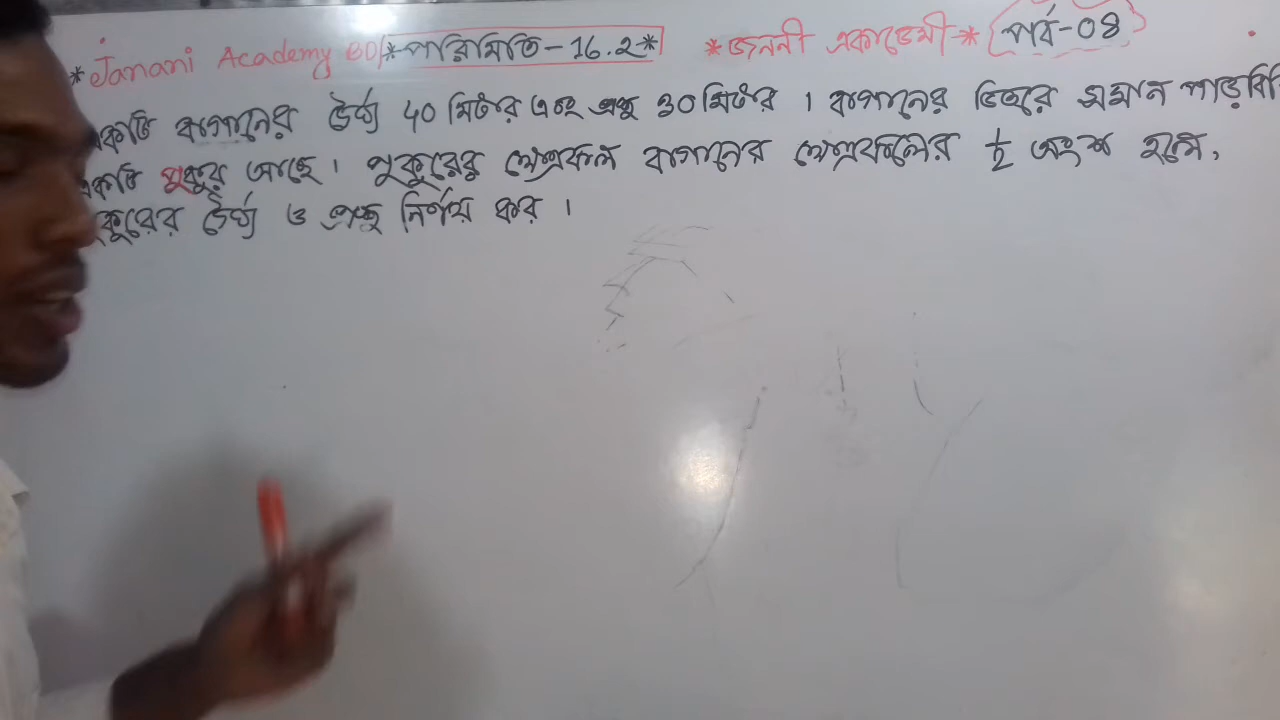 *Janani Academy BD/*পরিমিতি-16.2* *জননী একাডেমী* পর্ব-08
একটি বাগানের দৈর্ঘ্য 40 মিটার এবং প্রস্থ 30 মিটার । বাগানের ভিতরে সমান পাড়বিশি
একটি পুকুর আছে। পুকুরের ক্ষেত্রফল বাগানের ক্ষেত্রফলের 1/2 অংশ হলে,
কুরের দৈর্ঘ্য ও প্রস্থ নির্ণয় কর ।